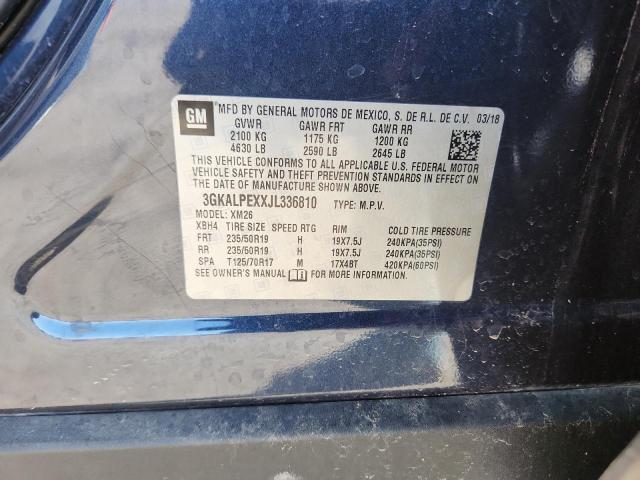 GM MFD BY GENERAL MOTORS DE MEXICO, S. DE R.L. DE C.V. 03/18
GVWR GAWR FRT GAWR RR
2100 KG 1175 KG 1200 KG
4630 LB 2590 LB 2645 LB
THIS VEHICLE CONFORMS TO ALL APPLICABLE U.S. FEDERAL MOTOR
VEHICLE SAFETY AND THEFT PREVENTION STANDARDS IN EFFECT ON
THE DATE OF MANUFACTURE SHOWN ABOVE.
3GKALPEXXJL336810 TYPE: M.P.V.
MODEL: XM26
XBH4 TIRE SIZE SPEED RTG RIM COLD TIRE PRESSURE
FRT 235/50R19 H 19X7.5J 240KPA(35PSI)
RR 235/50R19 H 19X7.5J 240KPA(35PSI)
SPA T125/70R17 M 17X4BT 420KPA(60PSI)
SEE OWNER'S MANUAL FOR MORE INFORMATION.